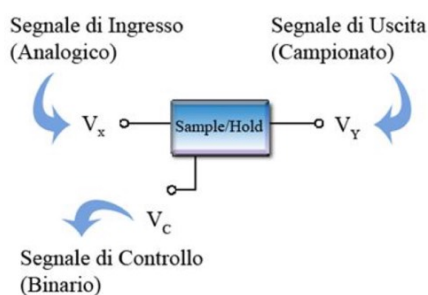 Segnale di Ingresso
(Analogico)
Segnale di Uscita
(Campionato)
Vx
Sample/Hold
VY
VC
Segnale di Controllo
(Binario)